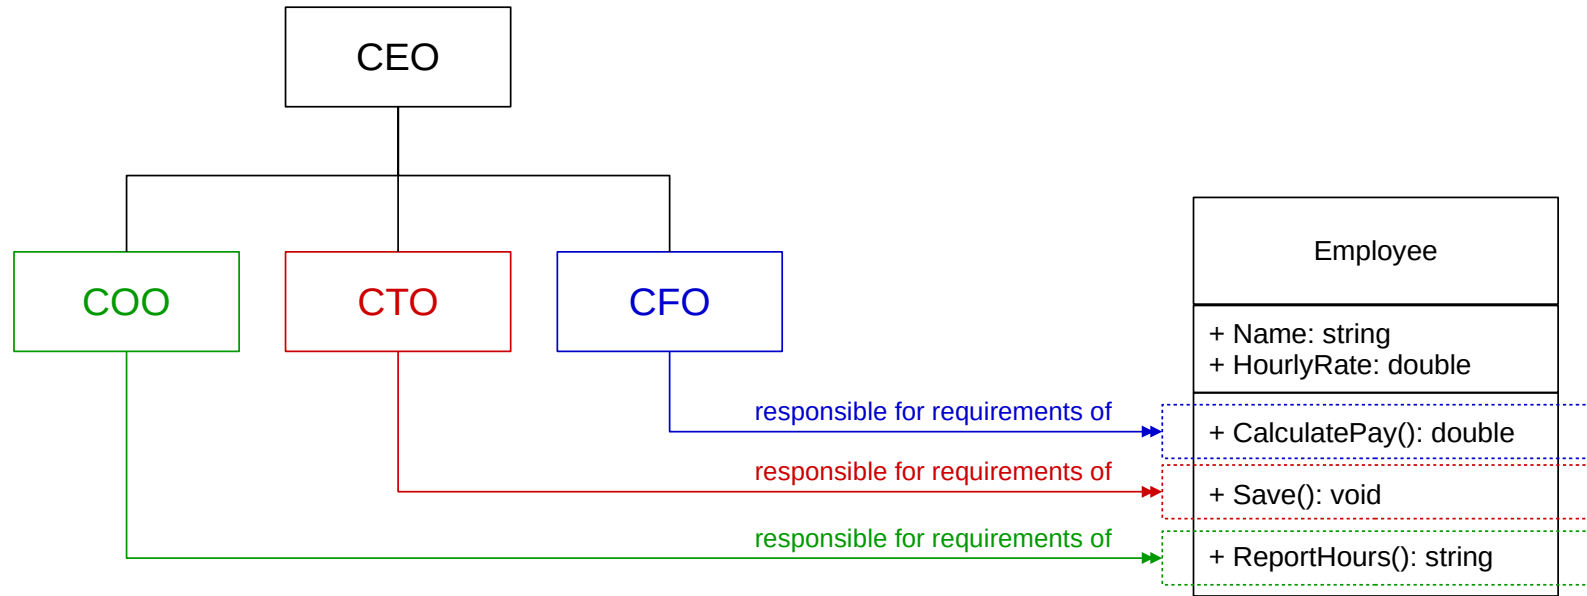 CEO
COO
CTO
CFO
Employee
+ Name: string
+ HourlyRate: double
responsible for requirements of
+ CalculatePay(): double
responsible for requirements of
+ Save(): void
responsible for requirements of
+ ReportHours(): string